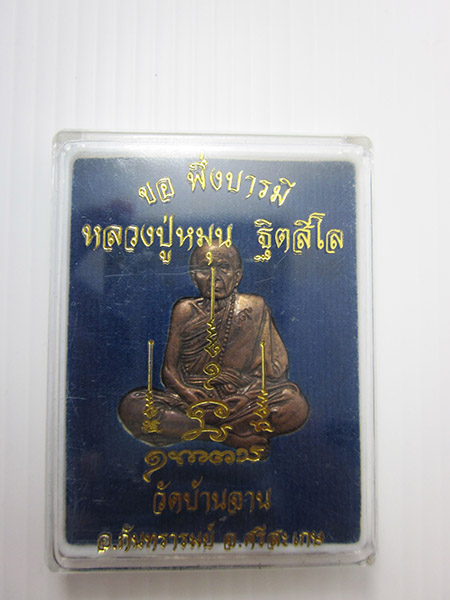 ขอ พึ่งบารมี
หลวงปู่หมุน ฐิตสีโล
วัดบ้านจาน
อ.กันทรารมย์ จ.ศรีสะเกษ